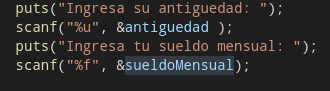 puts("Ingresa su antiguedad: ");
scanf("%u", &antiguedad );
puts("Ingresa tu sueldo mensual: ");
scanf("%f", &sueldoMensual);